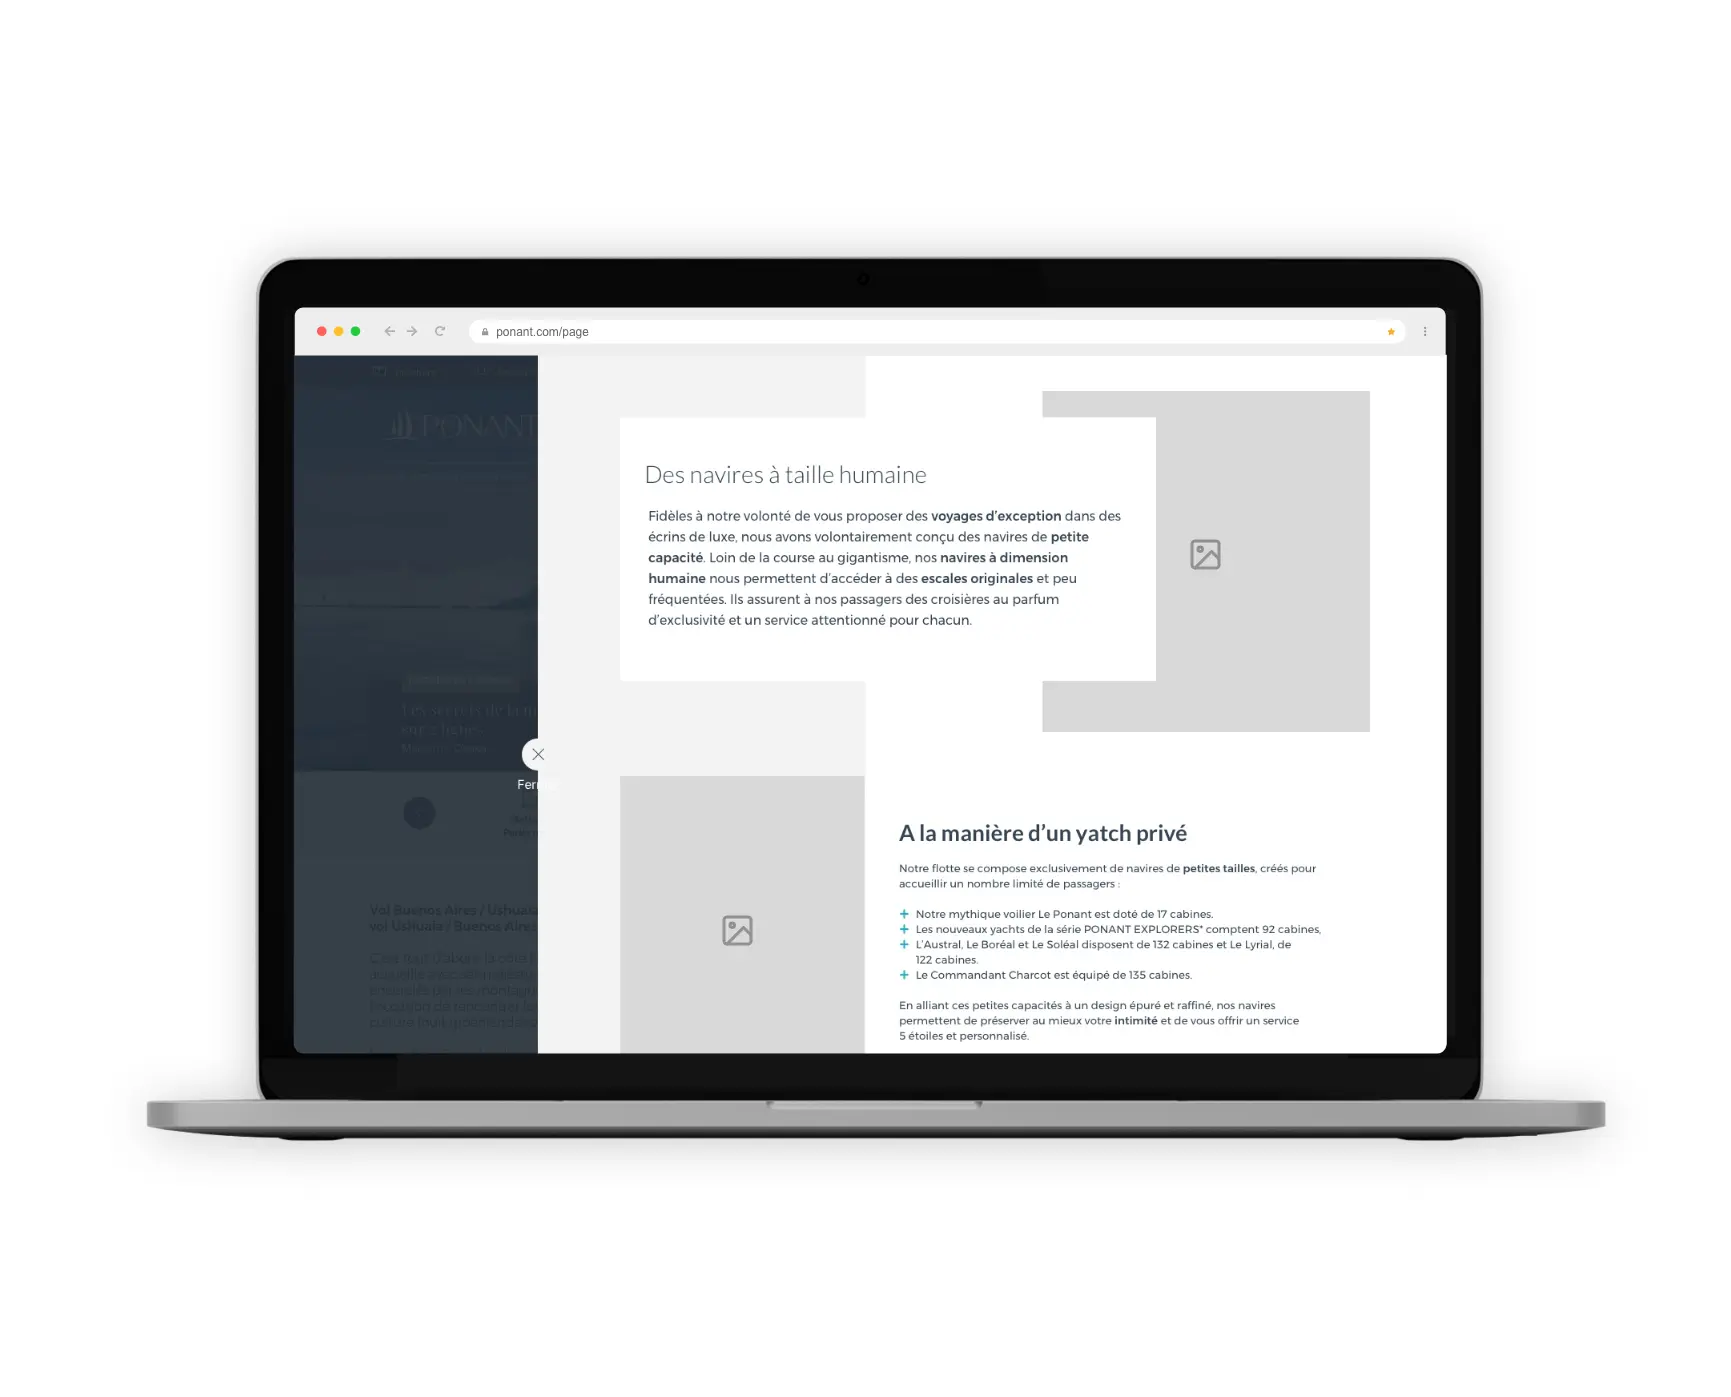 ponant.com/page
PONANT
Des navires à taille humaine
Fidèles à notre volonté de vous proposer des voyages d’exception dans des
écrins de luxe, nous avons volontairement conçu des navires de petite
capacité. Loin de la course au gigantisme, nos navires à dimension
humaine nous permettent d’accéder à des escales originales et peu
fréquentées. Ils assurent à nos passagers des croisières au parfum
d’exclusivité et un service attentionné pour chacun.
A la manière d’un yatch privé
Notre flotte se compose exclusivement de navires de petites tailles, créés pour
accueillir un nombre limité de passagers :
+ Notre mythique voilier Le Ponant est doté de 17 cabines.
+ Les nouveaux yachts de la série PONANT EXPLORERS* comptent 92 cabines,
+ L’Austral, Le Boréal et Le Soléal disposent de 132 cabines et Le Lyrial, de
122 cabines.
+ Le Commandant Charcot est équipé de 135 cabines.
En alliant ces petites capacités à un design épuré et raffiné, nos navires
permettent de préserver au mieux votre intimité et de vous offrir un service
5 étoiles et personnalisé.
Vol Buenos Aires / Ushuaia
vol Ushuaia / Buenos Aires